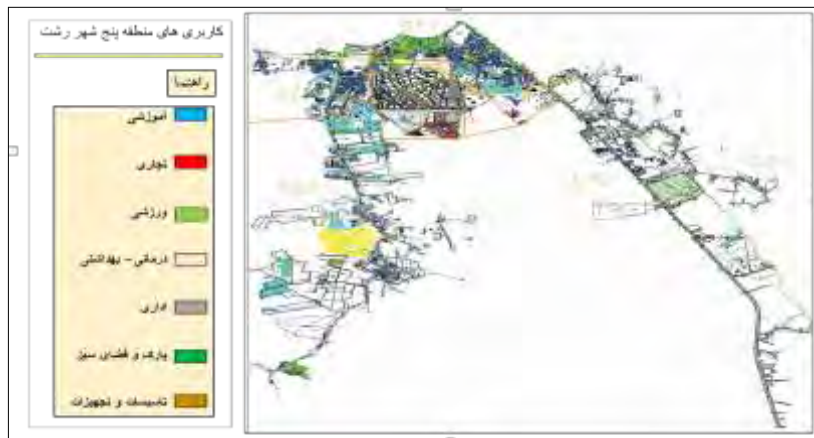 کاربری های منطقه پنج شهر رشت
راهنما
آموزشی
تجاری
ورزشی
درمانی - بهداشتی
اداری
پارک و فضای سبز
تاسیسات و تجهیزات